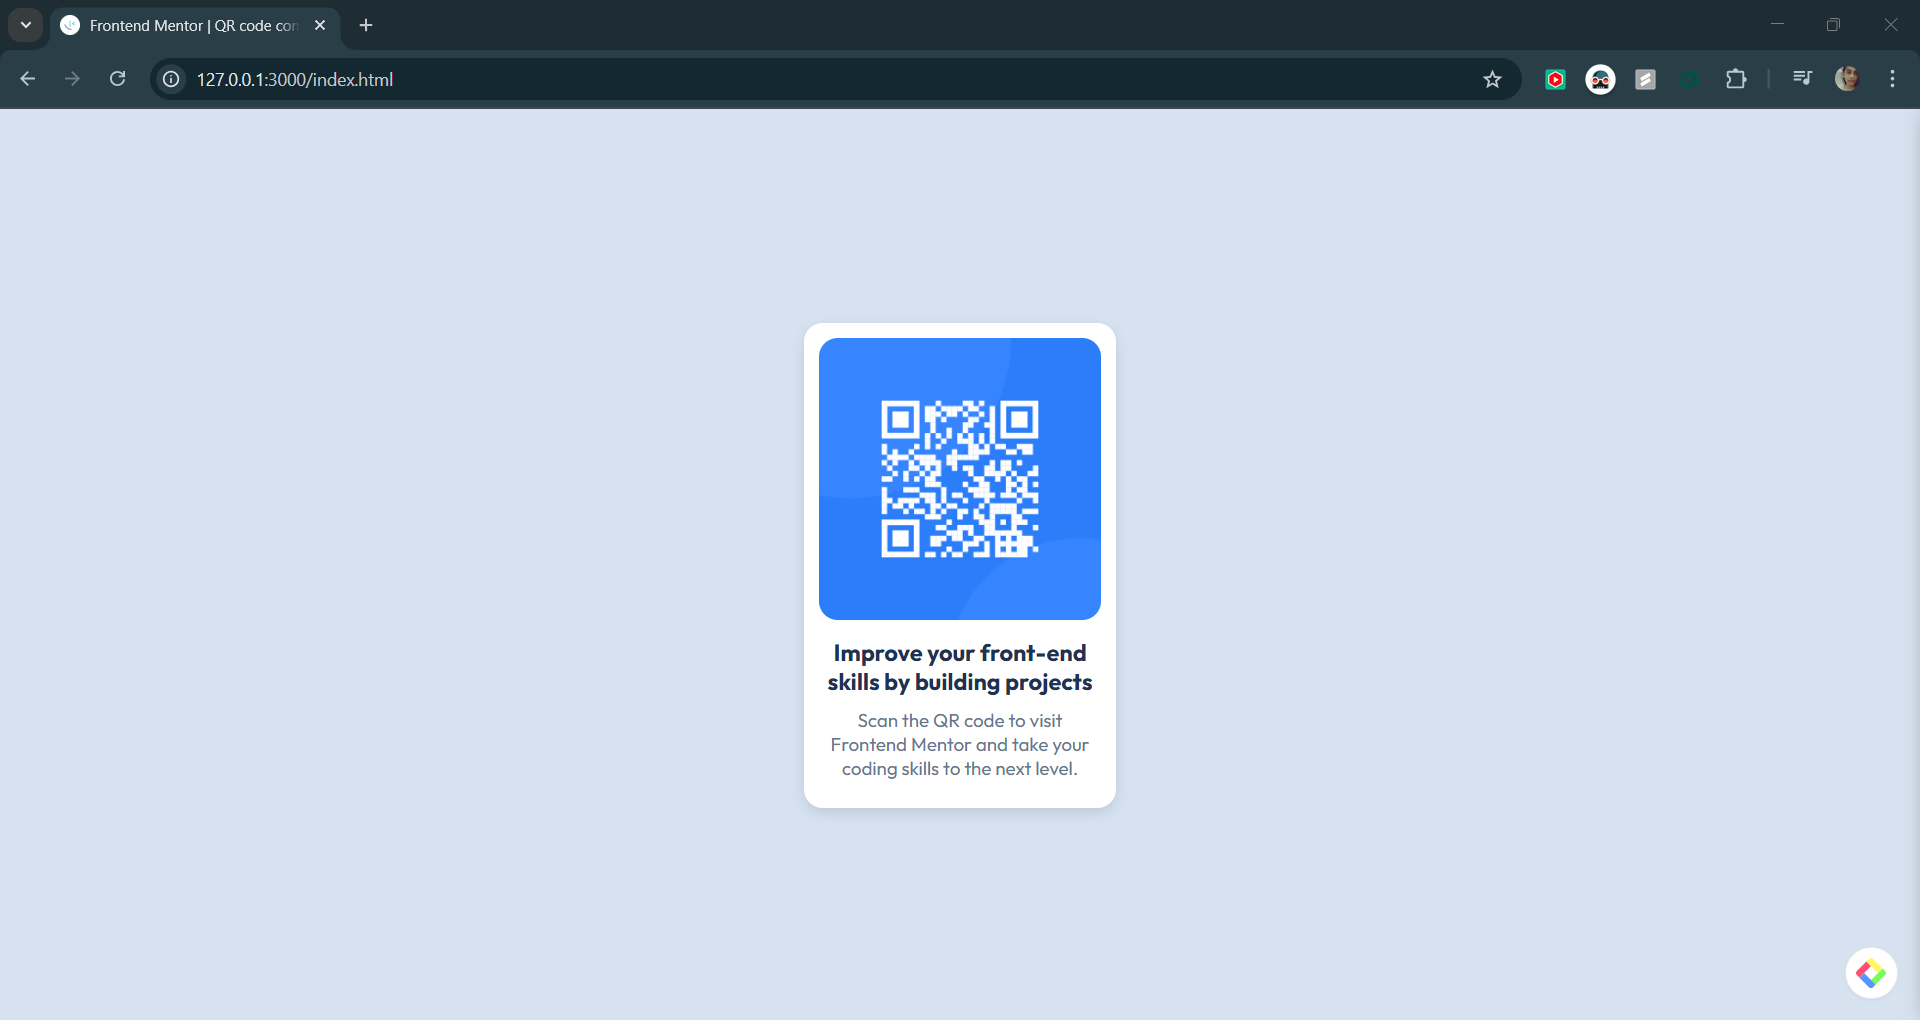 Frontend Mentor | QR code con
127.0.0.1:3000/index.html
Improve your front-end
skills by building projects
Scan the QR code to visit
Frontend Mentor and take your
coding skills to the next level.